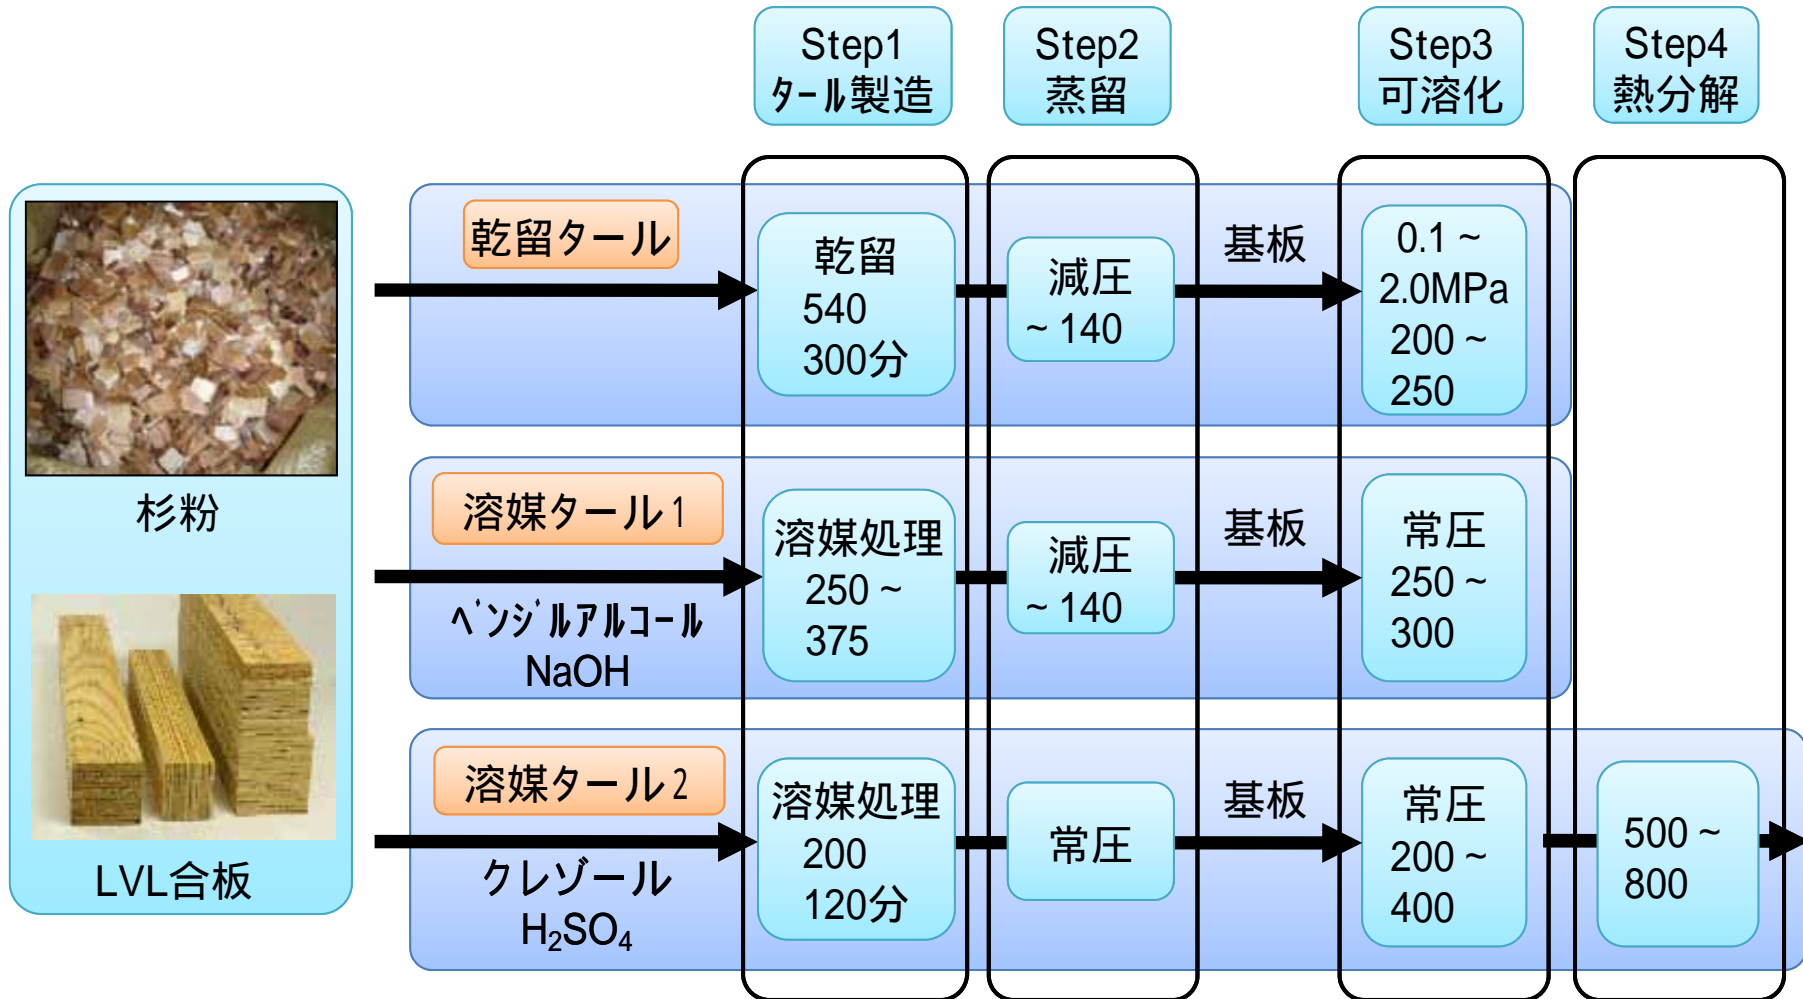 Step1
タール製造
Step2
蒸留
Step3
可溶化
Step4
熱分解
杉粉
LVL合板
乾留タール
乾留
540
300分
減圧
~ 140
基板
0.1 ~
2.0MPa
200 ~
250
溶媒タール1
ベンジルアルコール
NaOH
溶媒処理
250 ~
375
減圧
~ 140
基板
常圧
250 ~
300
溶媒タール2
クレゾール
H₂SO₄
溶媒処理
200
120分
常圧
基板
常圧
200 ~
400
500 ~
800